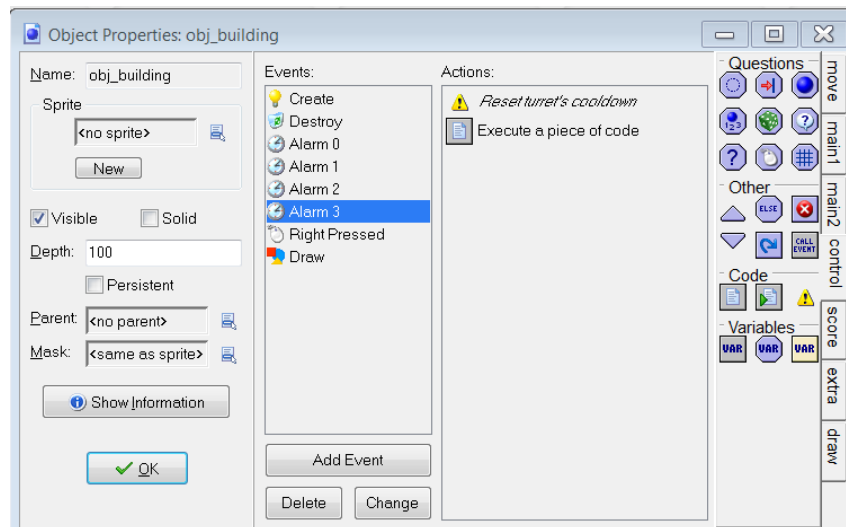 Object Properties: obj_building
Name: obj_building
Sprite
<no sprite>
New
Visible
Solid
Depth: 100
Persistent
Parent: <no parent>
Mask: <same as sprite>
Show Information
OK
Events:
Create
Destroy
Alarm 0
Alarm 1
Alarm 2
Alarm 3
Right Pressed
Draw
Add Event
Delete
Change
Actions:
Reset turret's cooldown
Execute a piece of code
Questions
123
?
?
Other
ELSE
CALL EVENT
Code
Variables
VAR VAR VAR
move
main1
main2
control
score
extra
draw